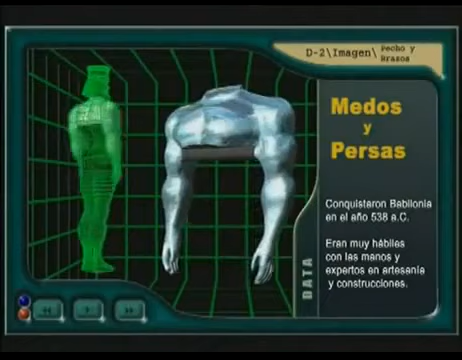 D-2\Imagen\ Pecho y
Brazos
Medos
y
Persas
Conquistaron Babilonia
en el año 538 a.C.
Eran muy hábiles
con las manos y
expertos en artesanía
y construcciones.
DATA